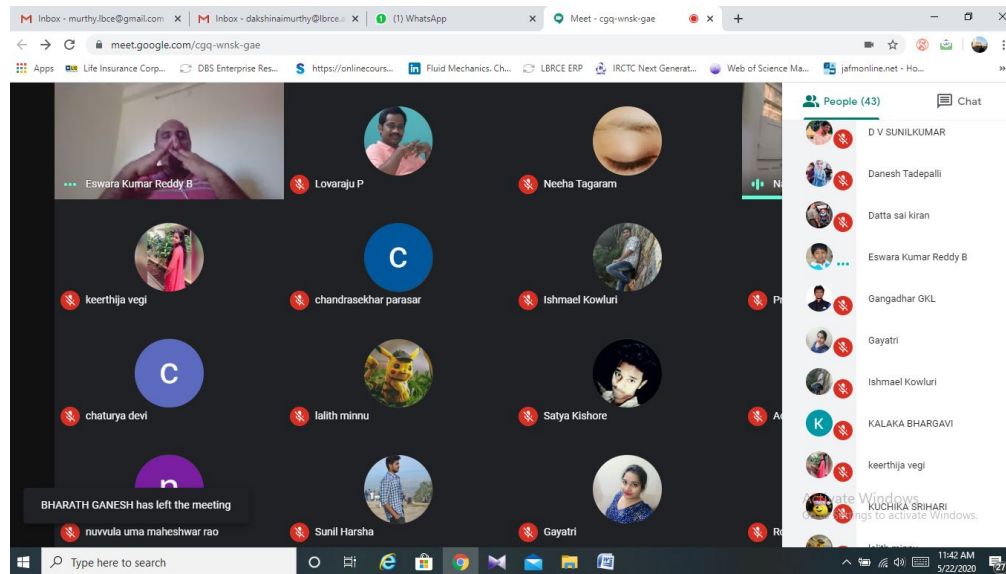 Inbox - murthy.lbce@gmail.com
Inbox - dakshinaimurthy@lbrce.
(1) WhatsApp
Meet - cgq-wnsk-gae
meet.google.com/cgq-wnsk-gae
Apps
Life Insurance Corp...
DBS Enterprise Res...
https://onlinecours...
Fluid Mechanics. Ch...
LBRCE ERP
IRCTC Next Generat...
Web of Science Ma...
jafmonline.net - Ho...
Eswara Kumar Reddy B
Lovaraju P
Neeha Tagaram
keerthija vegi
C
chandrasekhar parasar
Ishmael Kowluri
C
chaturya devi
lalith minnu
Satya Kishore
BHARATH GANESH has left the meeting
nuvvula uma maheshwar rao
Sunil Harsha
Gayatri
People (43)
Chat
D V SUNILKUMAR
Danesh Tadepalli
Datta sai kiran
Eswara Kumar Reddy B
Gangadhar GKL
Gayatri
Ishmael Kowluri
K
KALAKA BHARGAVI
keerthija vegi
Activate Windows
KUCHIKA SRIHARI
Type here to search
11:42 AM
5/22/2020